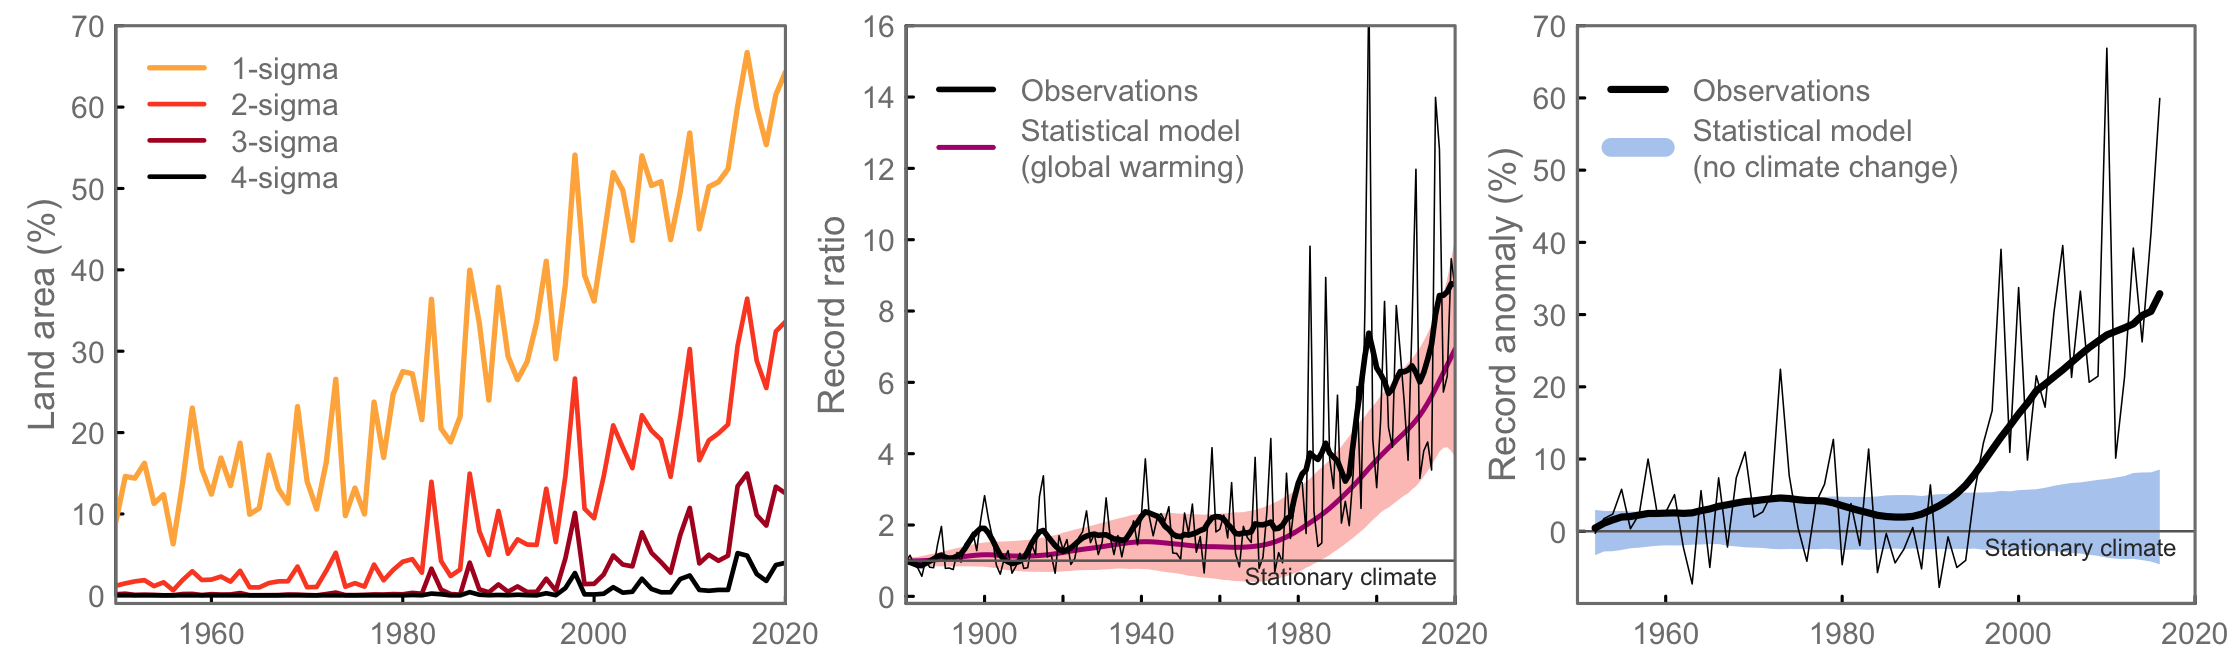 Land area (%)
70
60
50
40
30
20
10
0
1-sigma
2-sigma
3-sigma
4-sigma
1960
1980
2000
2020
Record ratio
16
14
12
10
8
6
4
2
0
Observations
Statistical model
(global warming)
Stationary climate
1900
1940
1980
2020
Record anomaly (%)
70
60
50
40
30
20
10
0
Observations
Statistical model
(no climate change)
Stationary climate
1960
1980
2000
2020